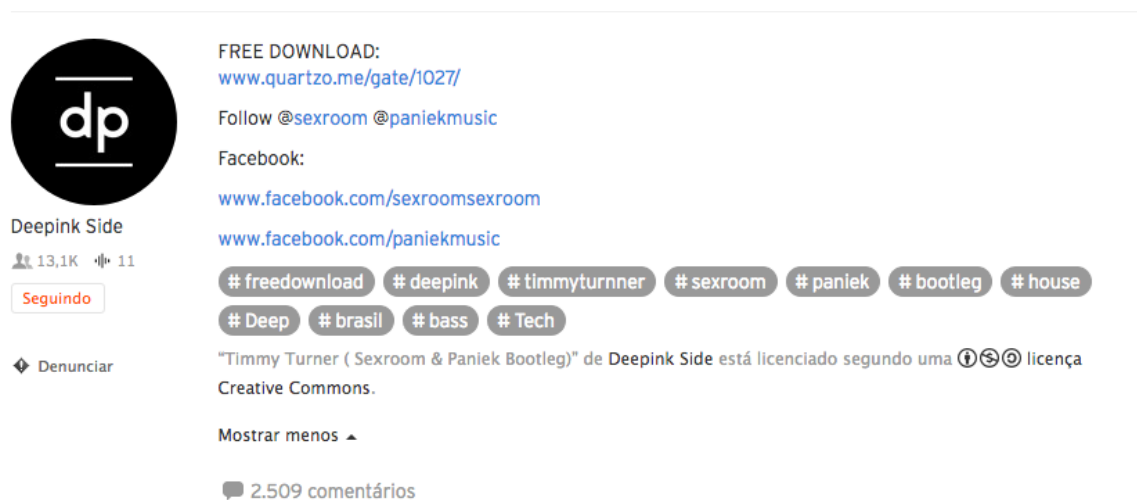 FREE DOWNLOAD:
www.quartzo.me/gate/1027/
Follow @sexroom @paniekmusic
Facebook:
www.facebook.com/sexroomsexroom
www.facebook.com/paniekmusic
dp
Deepink Side
13,1K 11
Seguindo
Denunciar
# freedownload # deepink # timmyturnner # sexroom # paniek # bootleg # house
# Deep # brasil # bass # Tech
“Timmy Turner ( Sexroom & Paniek Bootleg)” de Deepink Side está licenciado segundo uma licença
Creative Commons.
Mostrar menos
2.509 comentários